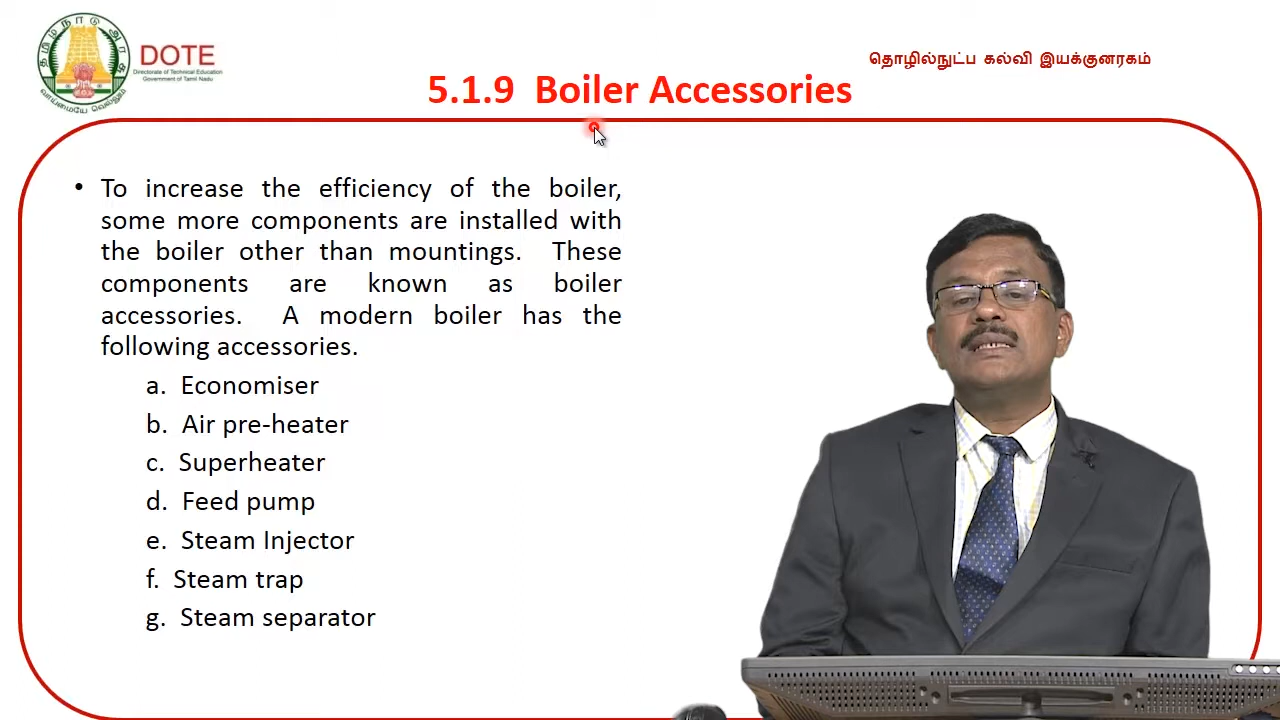 தமிழ்நாடு அரசு
வாய்மையே வெல்லும்
DOTE
Directorate of Technical Education
Government of Tamil Nadu
தொழில்நுட்ப கல்வி இயக்குனரகம்
5.1.9 Boiler Accessories
• To increase the efficiency of the boiler,
some more components are installed with
the boiler other than mountings. These
components are known as boiler
accessories. A modern boiler has the
following accessories.
a. Economiser
b. Air pre-heater
c. Superheater
d. Feed pump
e. Steam Injector
f. Steam trap
g. Steam separator